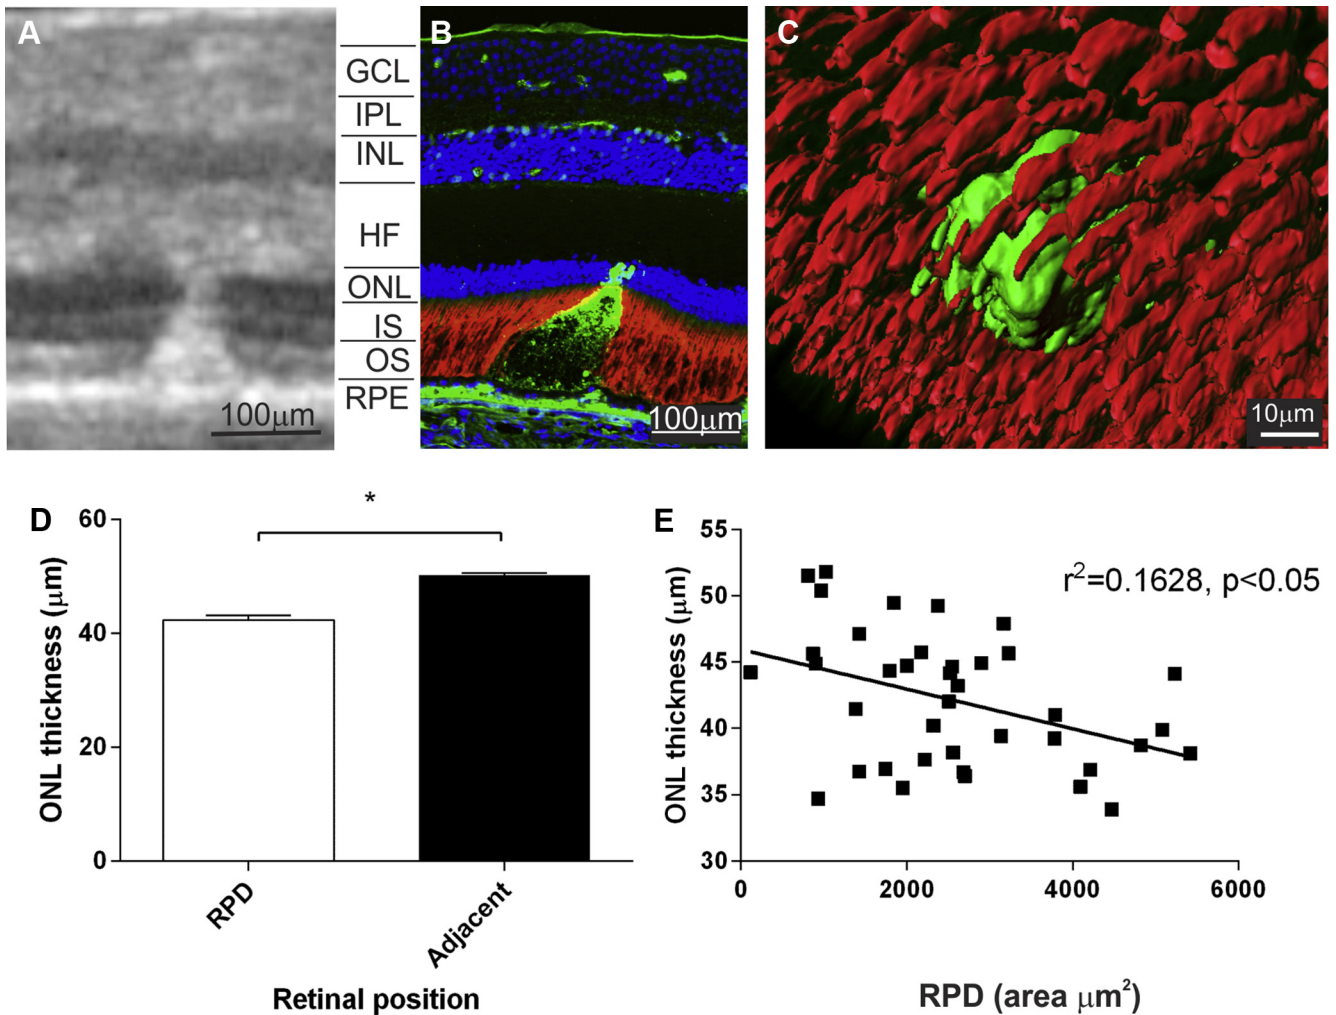 A
B
C
GCL
IPL
INL
HF
ONL
IS
OS
RPE
100μm
100μm
10μm
D
60
40
20
0
ONL thickness (μm)
*
RPD
Adjacent
Retinal position
E
55
50
45
40
35
30
ONL thickness (μm)
r²=0.1628, p<0.05
0 2000 4000 6000
RPD (area μm²)